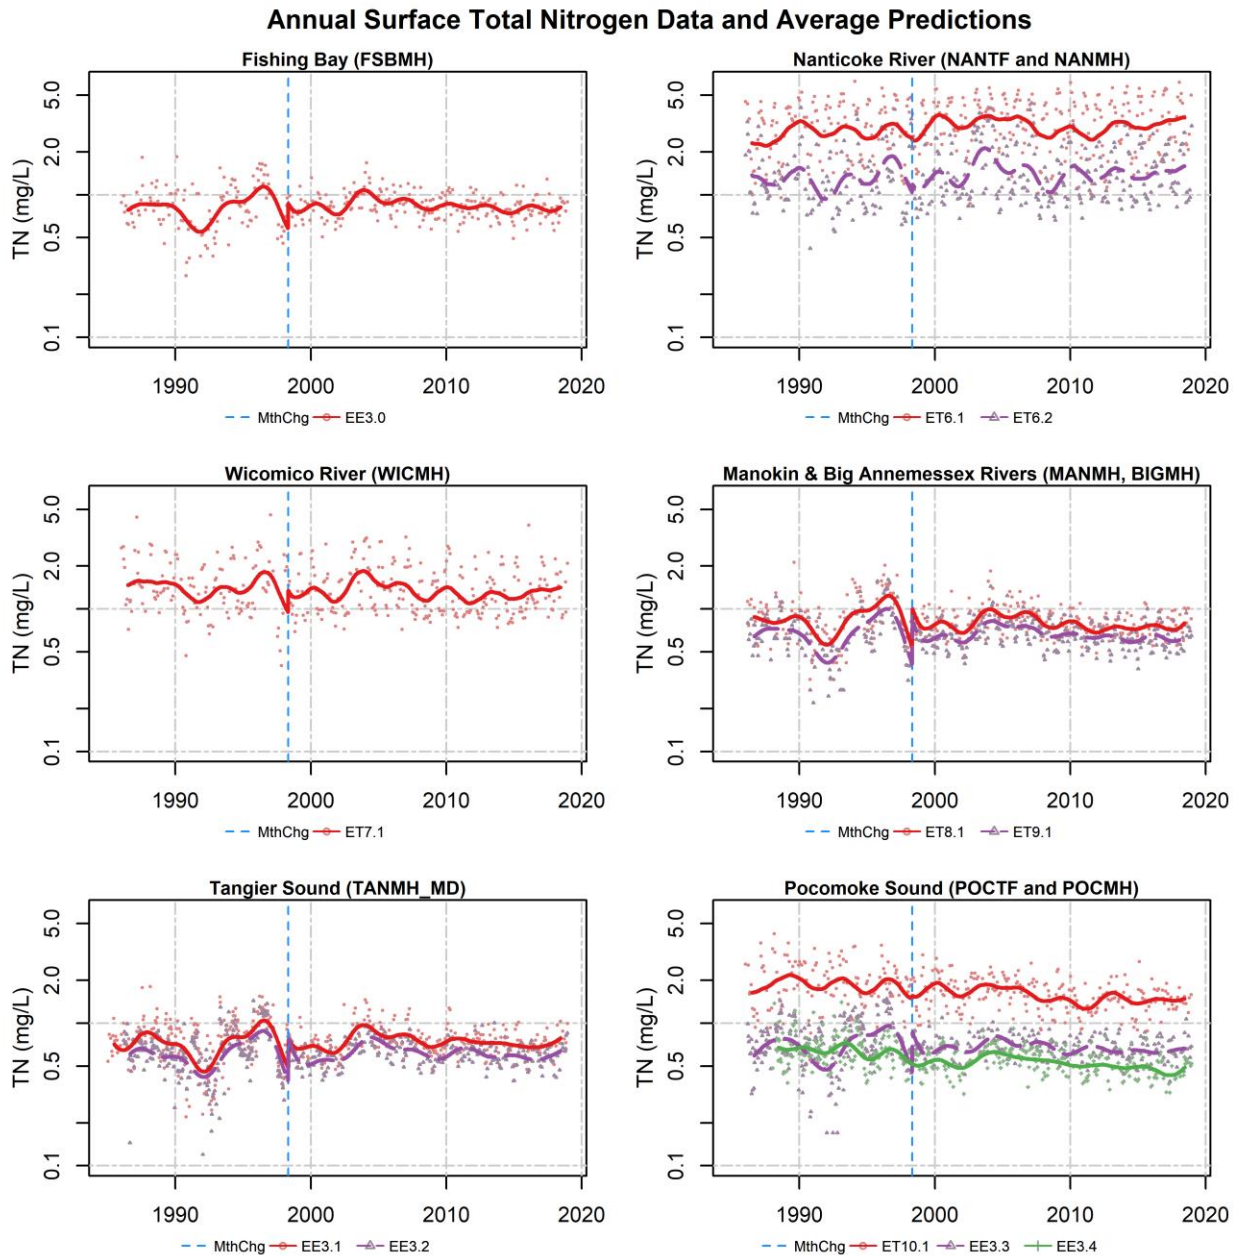 Annual Surface Total Nitrogen Data and Average Predictions
Fishing Bay (FSBMH)
TN (mg/L)
5.0
2.0
0.5
0.1
1990 2000 2010 2020
MthChg EE3.0
Nanticoke River (NANTF and NANMH)
TN (mg/L)
5.0
2.0
0.5
0.1
1990 2000 2010 2020
MthChg ET6.1 ET6.2
Wicomico River (WICMH)
TN (mg/L)
5.0
2.0
0.5
0.1
1990 2000 2010 2020
MthChg ET7.1
Manokin & Big Annemessex Rivers (MANMH, BIGMH)
TN (mg/L)
5.0
2.0
0.5
0.1
1990 2000 2010 2020
MthChg ET8.1 ET9.1
Tangier Sound (TANMH_MD)
TN (mg/L)
5.0
2.0
0.5
0.1
1990 2000 2010 2020
MthChg EE3.1 EE3.2
Pocomoke Sound (POCTF and POCMH)
TN (mg/L)
5.0
2.0
0.5
0.1
1990 2000 2010 2020
MthChg ET10.1 EE3.3 EE3.4